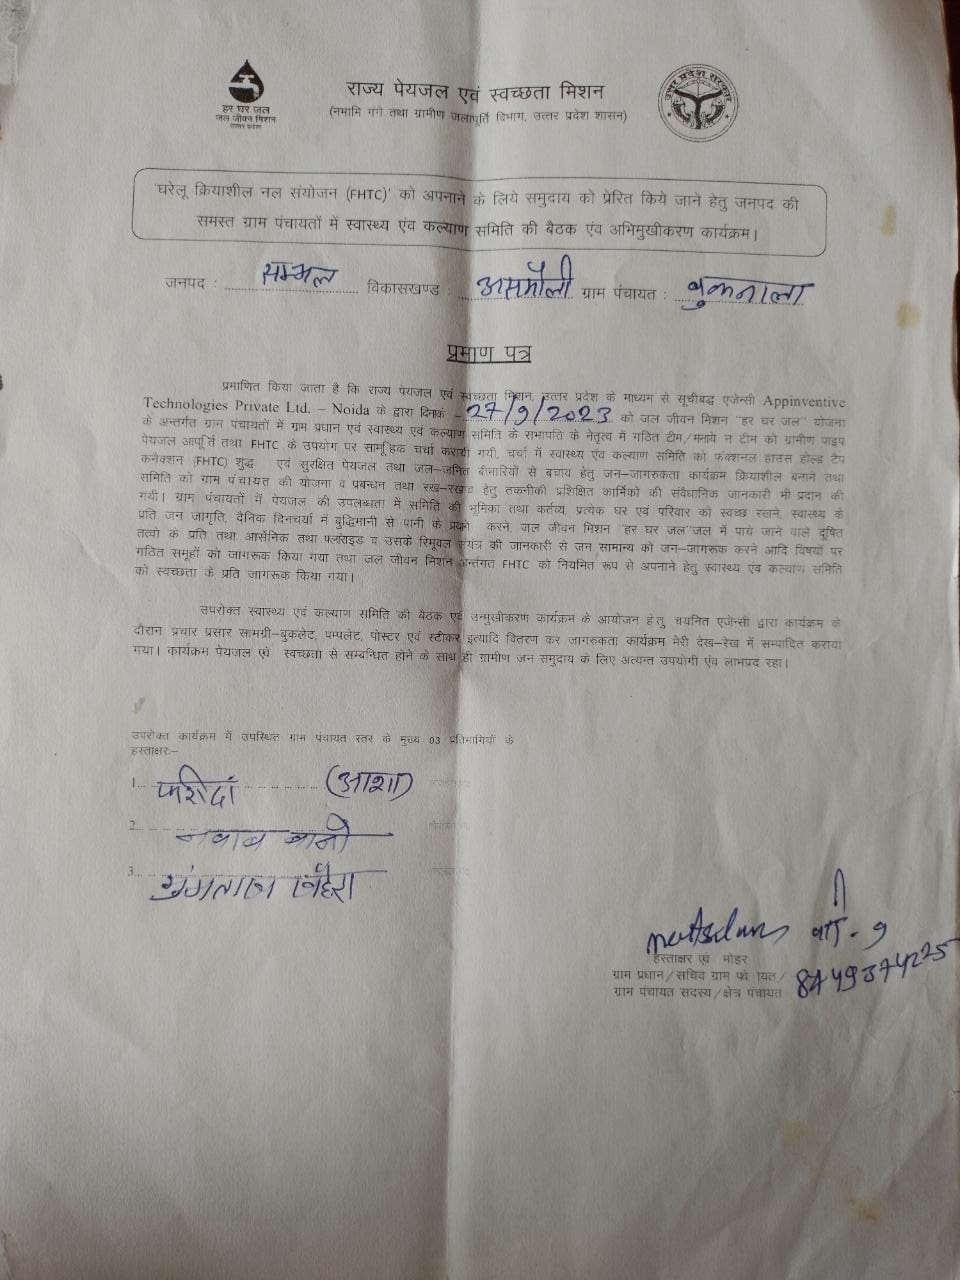 हर घर जल
जल जीवन मिशन
उत्तर प्रदेश
राज्य पेयजल एवं स्वच्छता मिशन
(नमामि गंगे तथा ग्रामीण जलापूर्ति विभाग, उत्तर प्रदेश शासन)
उत्तर प्रदेश सरकार
'घरेलू क्रियाशील नल संयोजन (FHTC)' को अपनाने के लिये समुदाय को प्रेरित किये जाने हेतु जनपद की
समस्त ग्राम पंचायतों में स्वास्थ्य एंव कल्याण समिति की बैठक एंव अभिमुखीकरण कार्यक्रम।
जनपद : सम्भल विकासखण्ड : असमौली ग्राम पंचायत : बुकनाला
प्रमाण पत्र
प्रमाणित किया जाता है कि राज्य पेयजल एवं स्वच्छता मिशन, उत्तर प्रदेश के माध्यम से सूचीबद्ध एजेन्सी Appinventive
Technologies Private Ltd. – Noida के द्वारा दिनांक - 27/9/2023 को जल जीवन मिशन "हर घर जल" योजना
के अन्तर्गत ग्राम पंचायतों में ग्राम प्रधान एवं स्वास्थ्य एवं कल्याण समिति के सभापति के नेतृत्व में गठित टीम/ न टीम को ग्रामीण पाइप
पेयजल आपूर्ति तथा FHTC के उपयोग पर सामूहिक चर्चा करायी गयी, चर्चा में स्वास्थ्य एंव कल्याण समिति को फंक्शनल हाउस होल्ड टैप
कनेक्शन (FHTC) शुद्ध एवं सुरक्षित पेयजल तथा जल–जनित बीमारियों से बचाव हेतु जन–जागरुकता कार्यक्रम क्रियाशील बनाने तथा
समिति को ग्राम पंचायत की योजना व प्रबन्धन तथा रख–रखाव हेतु तकनीकी प्रशिक्षित कार्मिको की संवैधानिक जानकारी भी प्रदान की
गयी। ग्राम पंचायतों में पेयजल की उपलब्धता में समिति की भूमिका तथा कर्तव्य, प्रत्येक घर एवं परिवार को स्वच्छ रखने, स्वास्थ्य के
प्रति जन जागृति, दैनिक दिनचर्या में बुद्धिमानी से पानी के प्रयोग करने, जल जीवन मिशन "हर घर जल"जल में पाये जाने वाले दूषित
तत्वो के प्रति तथा आर्सेनिक तथा फ्लोराइड व उसके रिमूवल संयंत्र की जानकारी से जन सामान्य को जन–जागरूक करने आदि विषयों पर
गठित समूहों को जागरूक किया गया तथा जल जीवन मिशन अर्न्तगत FHTC को नियमित रूप से अपनाने हेतु स्वास्थ्य एंव कल्याण समिति
को स्वच्छता के प्रति जागरूक किया गया।
उपरोक्त स्वास्थ्य एवं कल्याण समिति की बैठक एवं उन्मुखीकरण कार्यक्रम के आयोजन हेतु चयनित एजेन्सी द्वारा कार्यक्रम के
दौरान प्रचार प्रसार सामग्री–बुकलेट, पम्पलेट, पोस्टर एवं स्टीकर इत्यादि वितरण कर जागरुकता कार्यक्रम मेरी देख–रेख में सम्पादित कराया
गया। कार्यक्रम पेयजल एवं स्वच्छता से सम्बन्धित होने के साथ ही ग्रामीण जन समुदाय के लिए अत्यन्त उपयोगी एंव लाभप्रद रहा।
उपरोक्त कार्यक्रम में उपस्थित ग्राम पंचायत स्तर के मुख्य 03 प्रतिभागियों के
हस्ताक्षर:–
1. फरीदा (आशा)
2. नवाब बानो
3.
हस्ताक्षर एवं मोहर
ग्राम प्रधान/सचिव ग्राम पंचायत/
ग्राम पंचायत सदस्य/क्षेत्र पंचायत